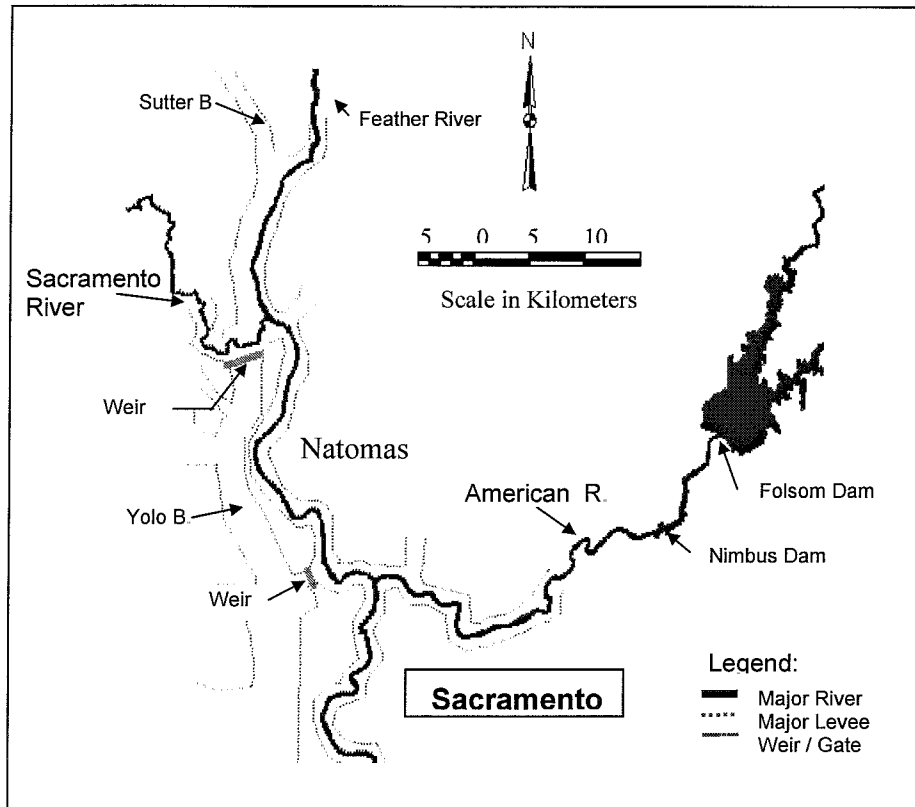 N
Sutter B
Feather River
5 0 5 10
Sacramento
River
Scale in Kilometers
Weir
Natomas
American R.
Folsom Dam
Yolo B.
Nimbus Dam
Weir
Sacramento
Legend:
Major River
Major Levee
Weir / Gate